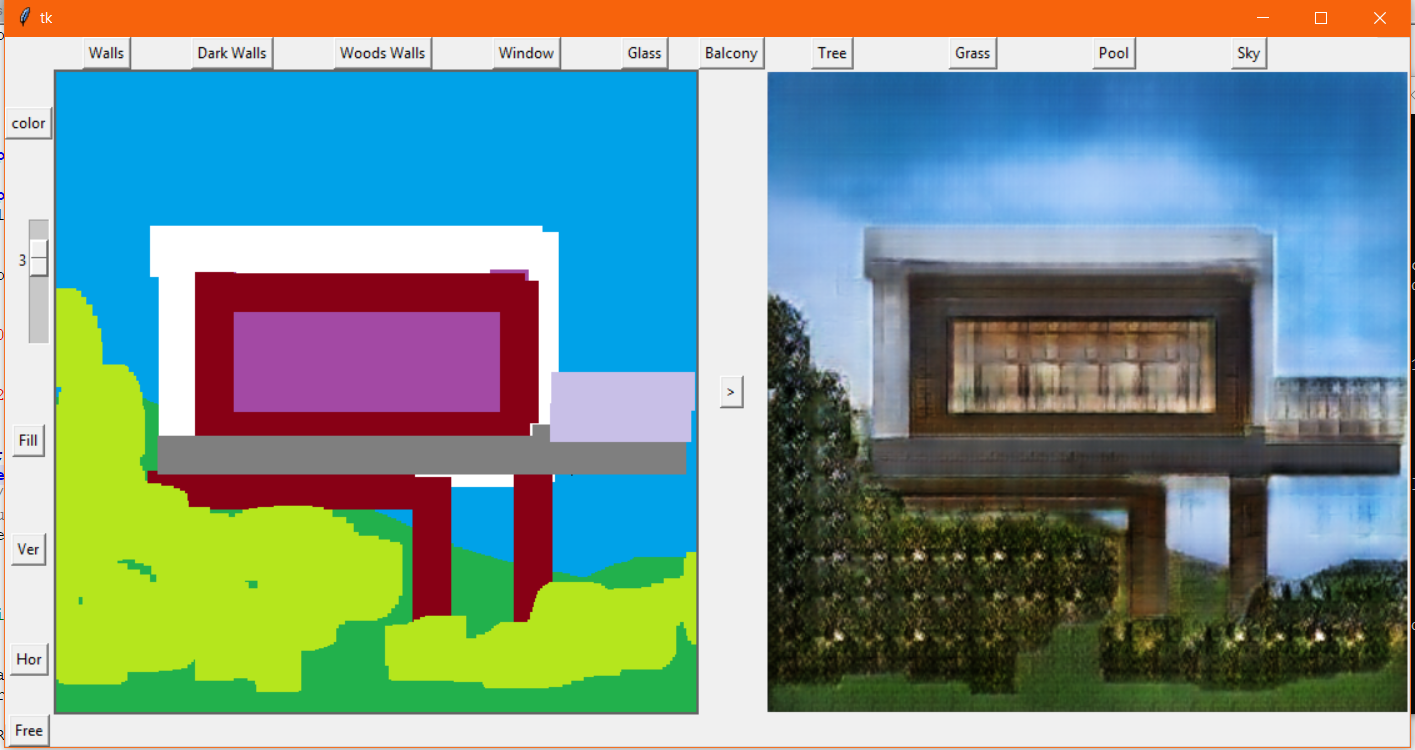 tk
Walls Dark Walls Woods Walls Window Glass Balcony Tree Grass Pool Sky
color
3
>
Fill
Ver
Hor
Free